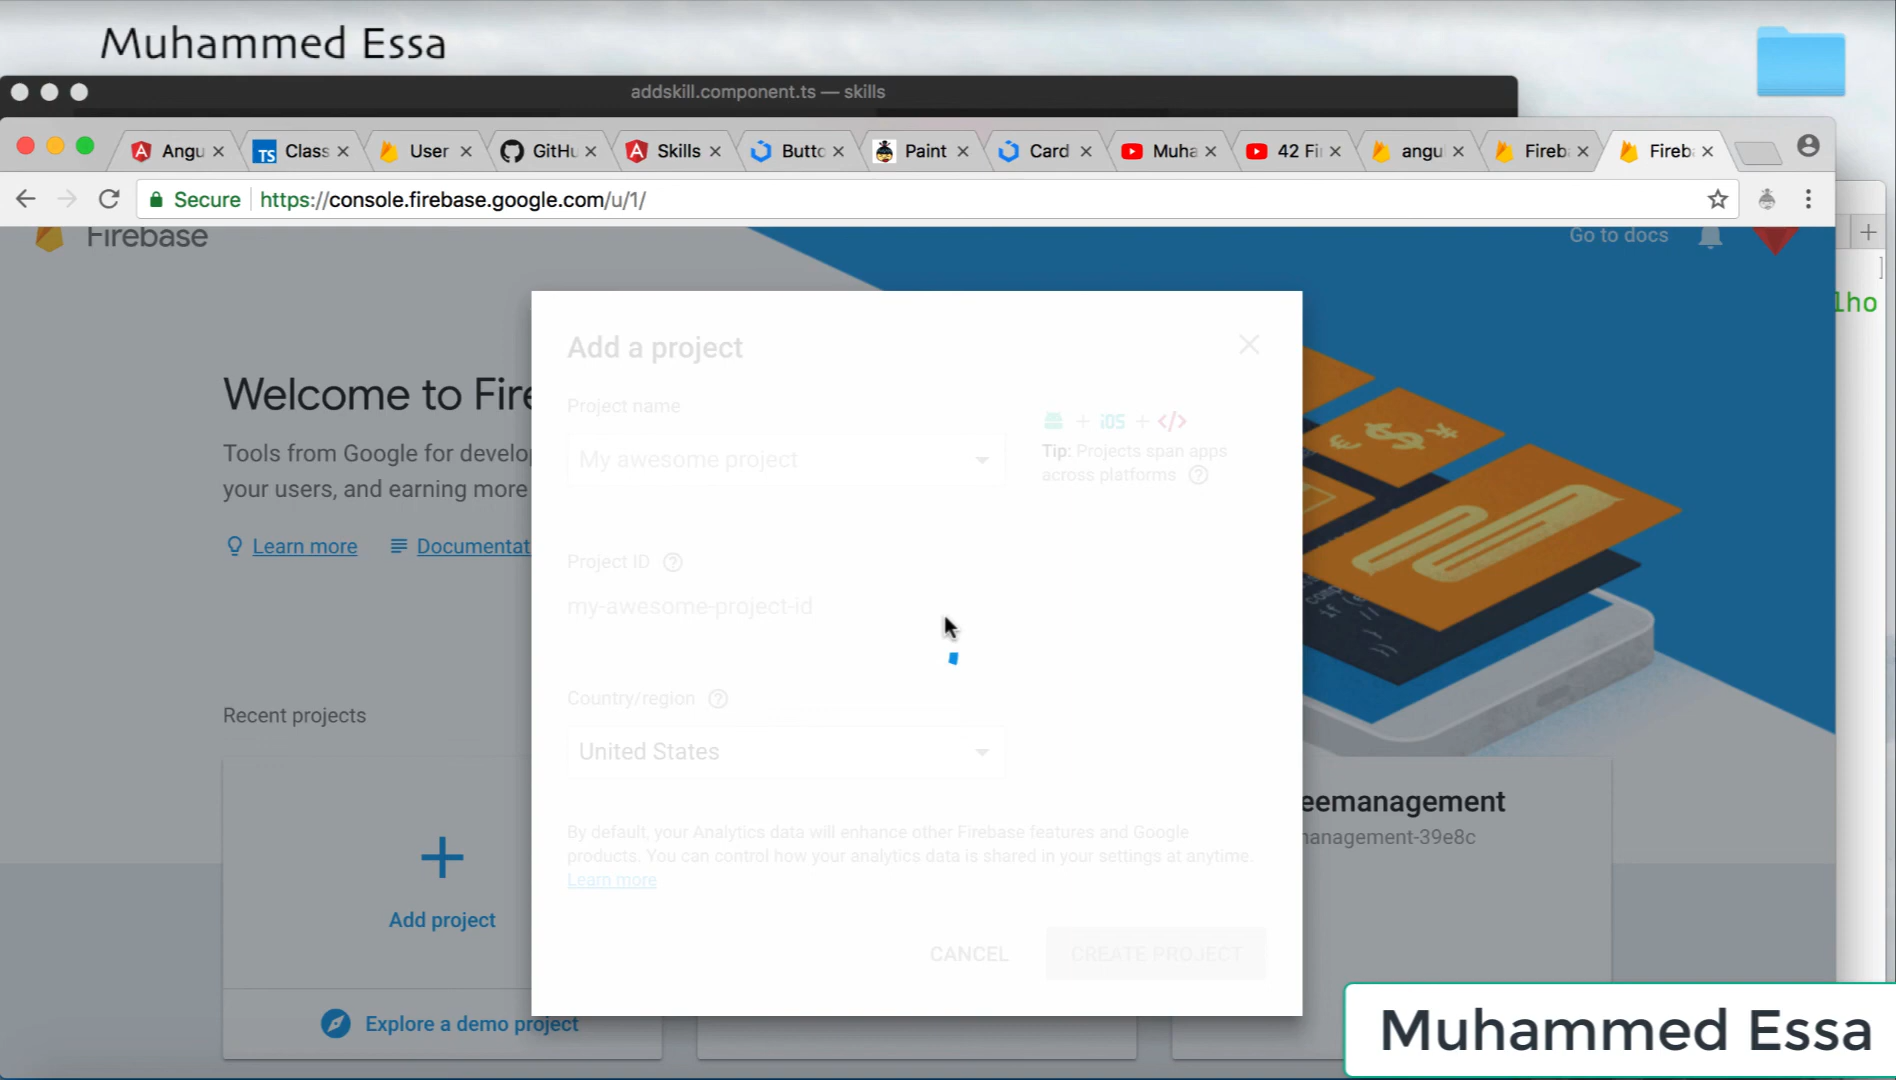 Muhammed Essa
addskill.component.ts — skills
Angu
TS
Class
User
GitHu
Skills
Butto
Paint
Card
Muha
42 Fi
angu
Fireb
Fireb
Secure
https://console.firebase.google.com/u/1/
Firebase
Go to docs
lho
Add a project
Welcome to Fire
Project name
iOS
</>
Tools from Google for develo
My awesome project
Tip: Projects span apps
across platforms
your users, and earning more
Learn more
Documentat
Project ID
my-awesome-project-id
Country/region
Recent projects
United States
eemanagement
By default, your Analytics data will enhance other Firebase features and Google
products. You can control how your analytics data is shared in your settings at anytime.
Learn more
anagement-39e8c
Add project
CANCEL
CREATE PROJECT
Explore a demo project
Muhammed Essa